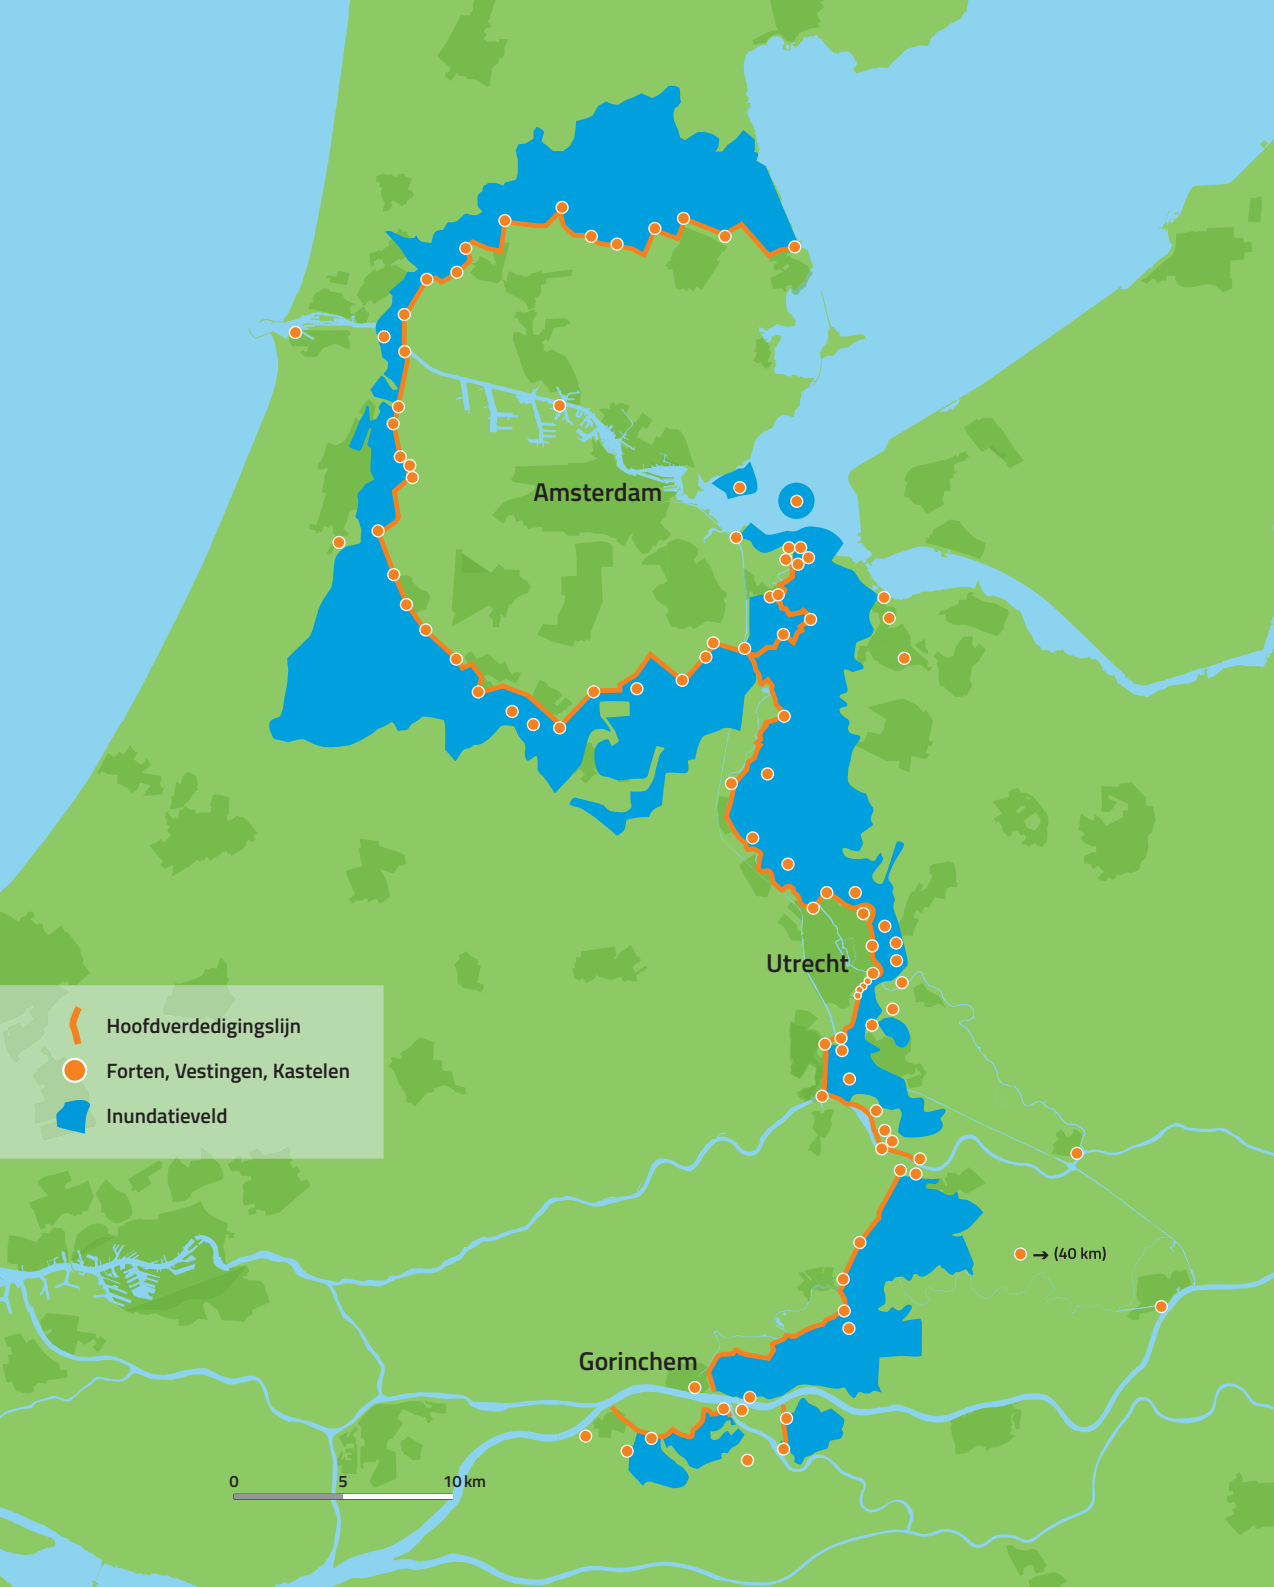 Amsterdam
Utrecht
Hoofdverdedigingslijn
Forten, Vestingen, Kastelen
Inundatieveld
→ (40 km)
Gorinchem
0 5 10 km